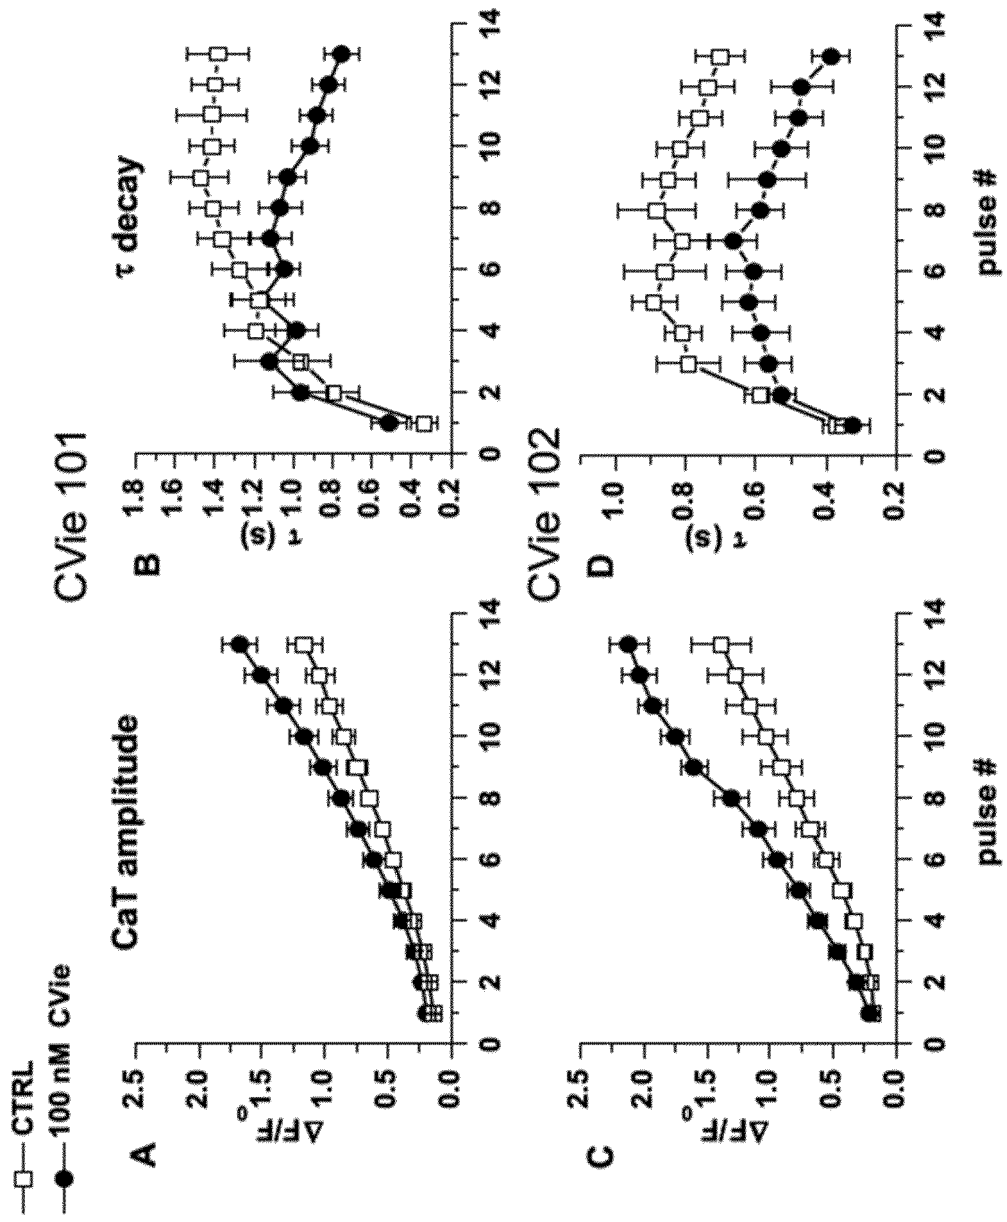 CTRL
100 nM CVie
CVie 101
A
CaT amplitude
ΔF/F₀
2.5
2.0
1.5
1.0
0.5
0.0
0 2 4 6 8 10 12 14
B
τ decay
τ (s)
1.8
1.6
1.4
1.2
1.0
0.8
0.6
0.4
0.2
0 2 4 6 8 10 12 14
CVie 102
C
ΔF/F₀
2.5
2.0
1.5
1.0
0.5
0.0
0 2 4 6 8 10 12 14
pulse #
D
τ (s)
1.0
0.8
0.6
0.4
0.2
0 2 4 6 8 10 12 14
pulse #